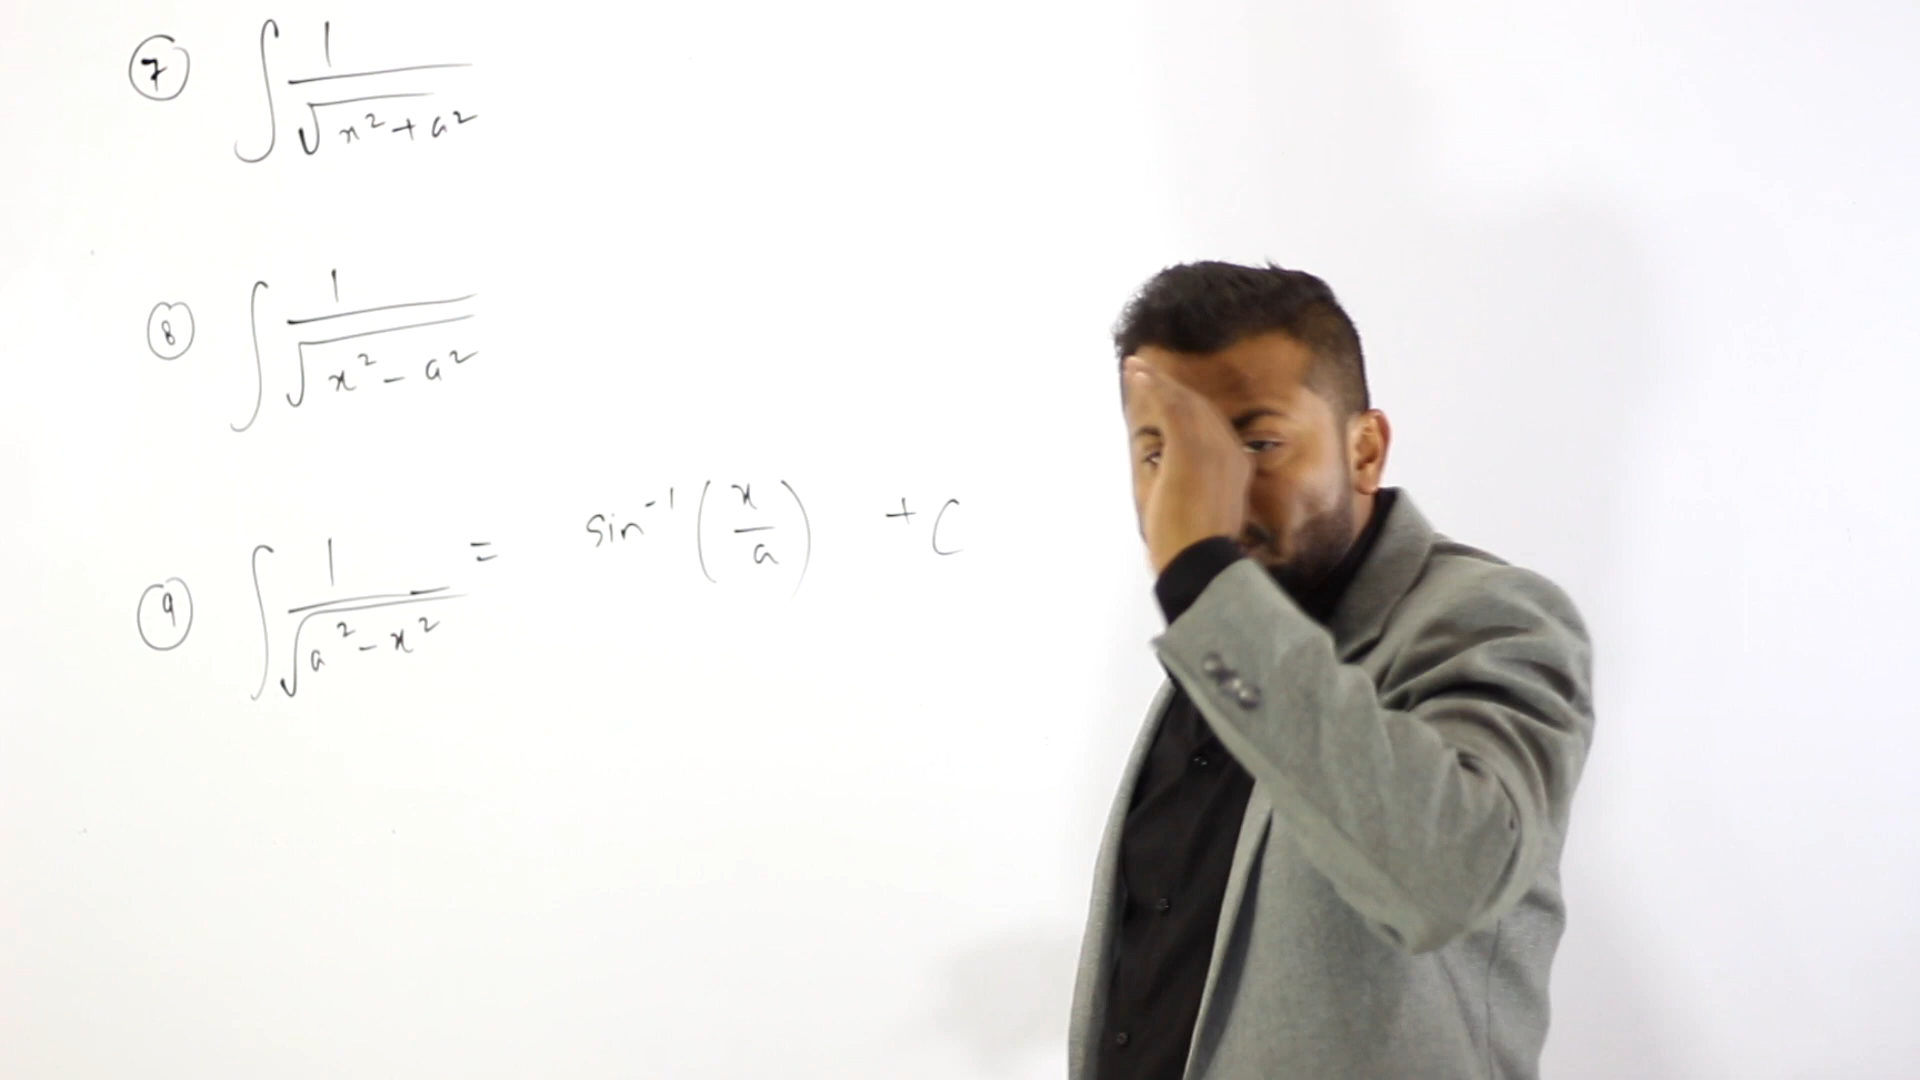 ⑦ ∫ 1/√(x² + a²)
⑧ ∫ 1/√(x² - a²)
⑨ ∫ 1/√(a² - x²) = sin⁻¹(x/a) + C